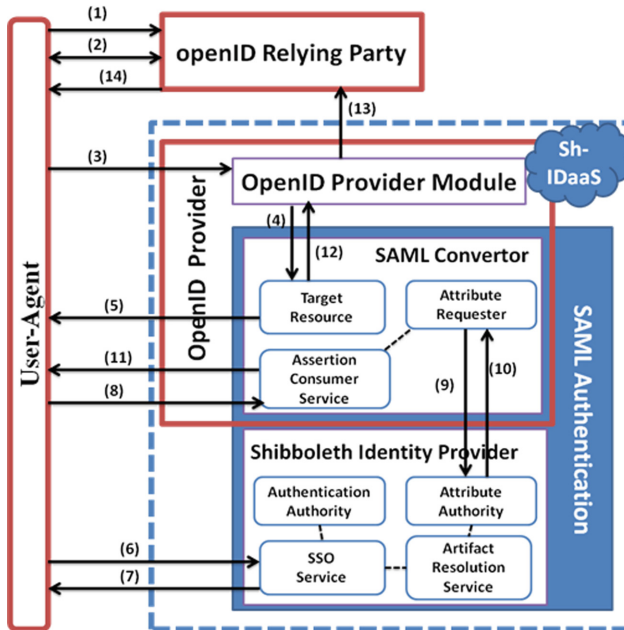 (1)
(2)
(14)
openID Relying Party
(13)
Sh-
IDaaS
(3)
OpenID Provider Module
OpenID Provider
(4)
(12)
SAML Convertor
Target
Resource
Attribute
Requester
(5)
(11)
Assertion
Consumer
Service
(8)
(9)
(10)
User-Agent
SAML Authentication
Shibboleth Identity Provider
Authentication
Authority
Attribute
Authority
(6)
SSO
Service
Artifact
Resolution
Service
(7)